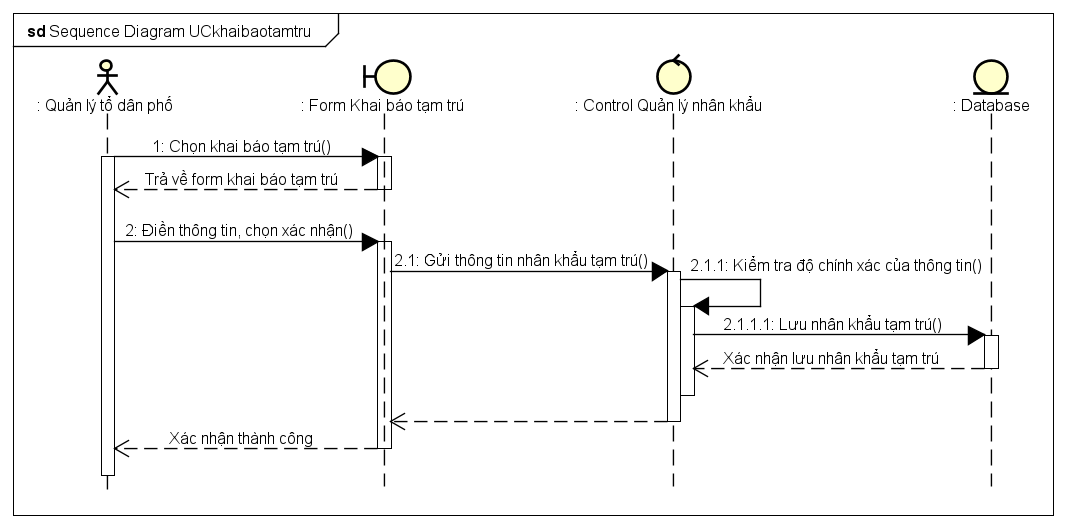 sd Sequence Diagram UCkhaibaotamtru
: Quản lý tổ dân phố
: Form Khai báo tạm trú
: Control Quản lý nhân khẩu
: Database
1: Chọn khai báo tạm trú()
Trả về form khai báo tạm trú
2: Điền thông tin, chọn xác nhận()
2.1: Gửi thông tin nhân khẩu tạm trú()
2.1.1: Kiểm tra độ chính xác của thông tin()
2.1.1.1: Lưu nhân khẩu tạm trú()
Xác nhận lưu nhân khẩu tạm trú
Xác nhận thành công